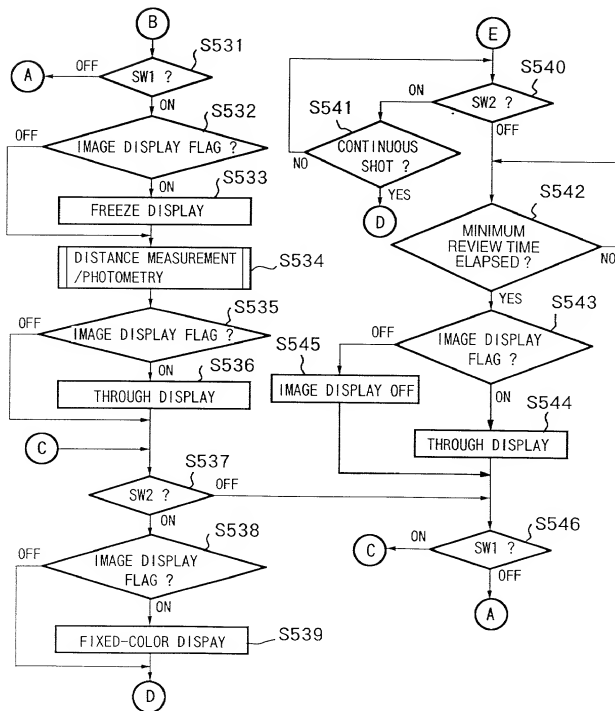 B
S531
A
OFF
SW1 ?
ON
S532
OFF
IMAGE DISPLAY FLAG ?
ON
S533
FREEZE DISPLAY
DISTANCE MEASUREMENT
/PHOTOMETRY
S534
S535
OFF
IMAGE DISPLAY FLAG ?
ON
S536
THROUGH DISPLAY
C
S537
SW2 ?
OFF
ON
S538
OFF
IMAGE DISPLAY
FLAG ?
ON
FIXED-COLOR DISPAY
S539
D
E
S540
ON
SW2 ?
OFF
S541
CONTINUOUS
SHOT ?
NO
YES
D
S542
MINIMUM
REVIEW TIME
ELAPSED ?
NO
YES
S543
OFF
IMAGE DISPLAY
FLAG ?
ON
S545
IMAGE DISPLAY OFF
S544
THROUGH DISPLAY
S546
C
ON
SW1 ?
OFF
A